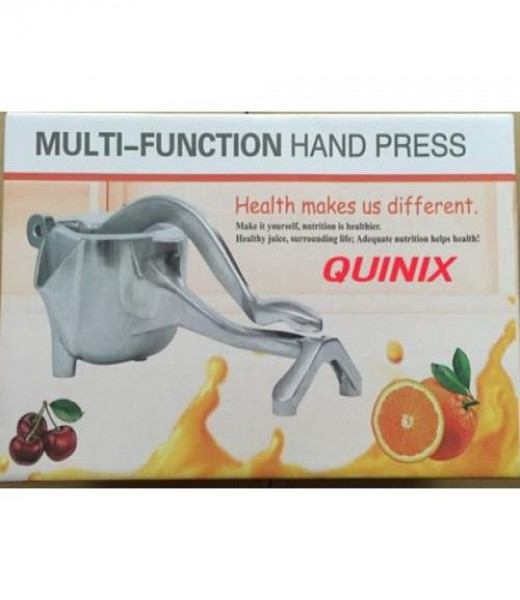 MULTI-FUNCTION HAND PRESS
Health makes us different.
Make it yourself, nutrition is healthier.
Healthy juice, surrounding life; Adequate nutrition helps health!
QUINIX